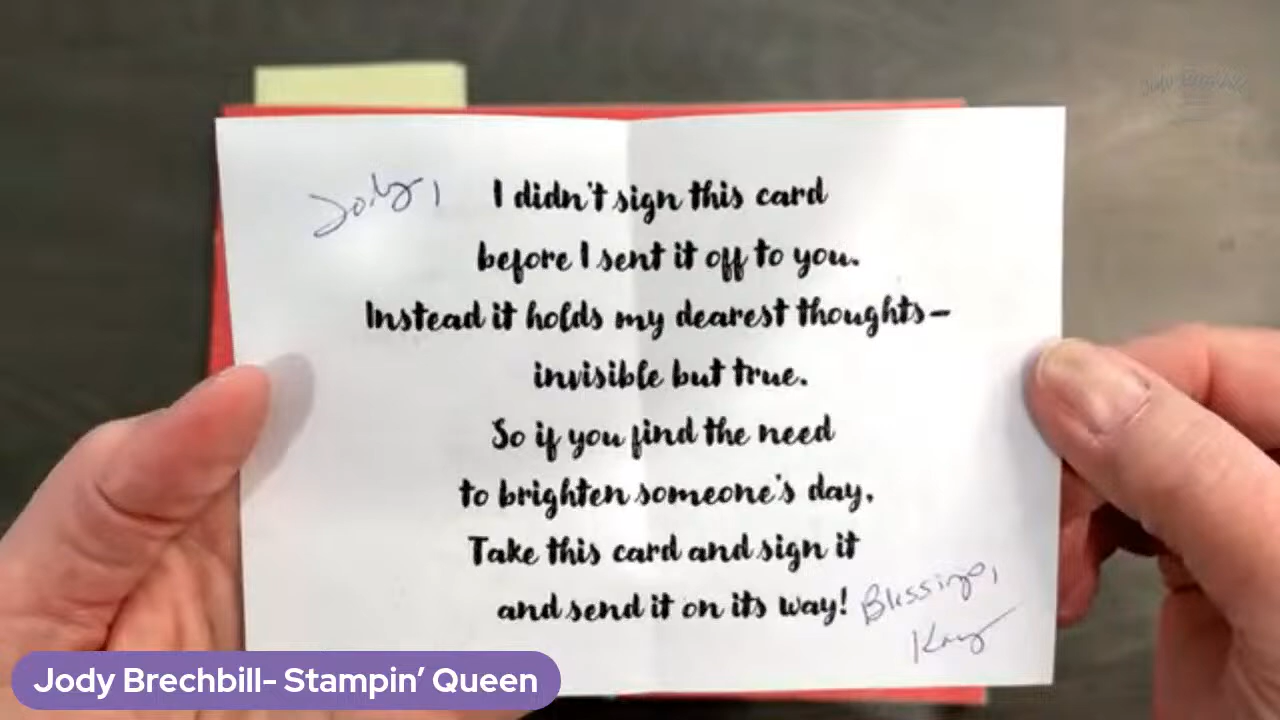 Jody,
I didn't sign this card
before I sent it off to you.
Instead it holds my dearest thoughts–
invisible but true.
So if you find the need
to brighten someone's day,
Take this card and sign it
and send it on its way!
Blessings,
Kay
Jody Brechbill- Stampin' Queen